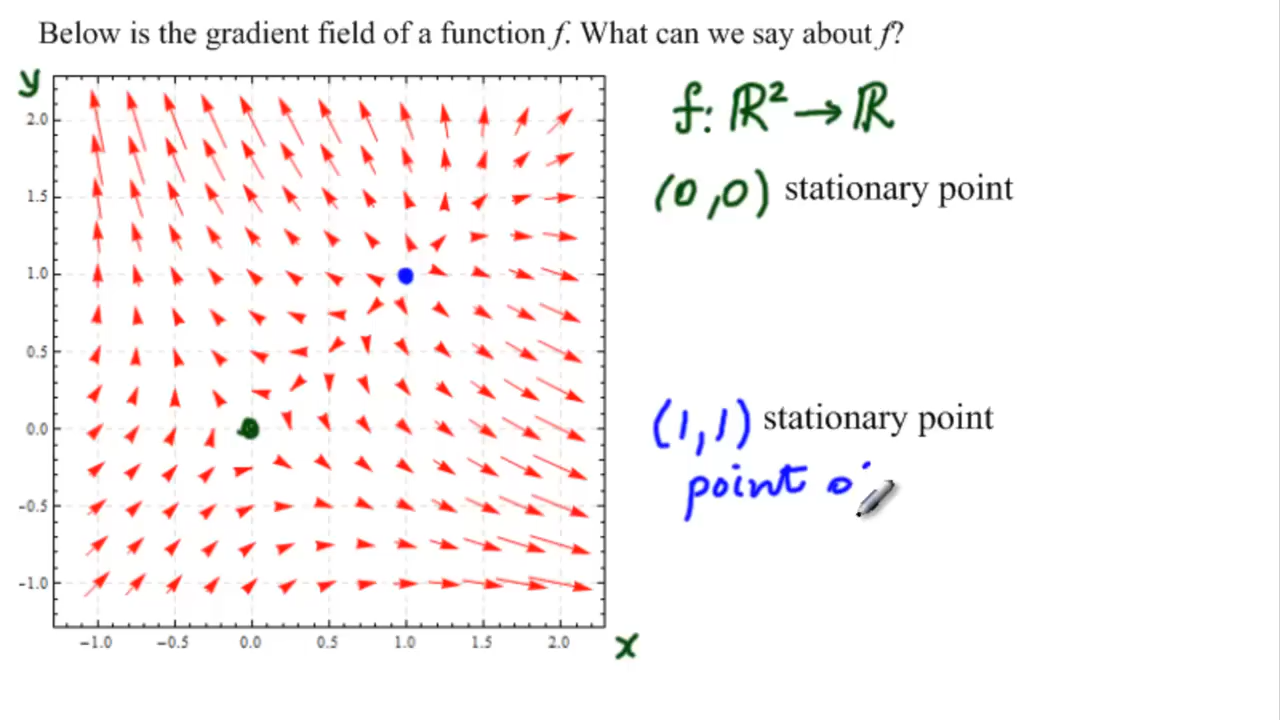 Below is the gradient field of a function f. What can we say about f?
y
2.0
1.5
1.0
0.5
0.0
−0.5
−1.0
−1.0 −0.5 0.0 0.5 1.0 1.5 2.0
x
f: ℝ² → ℝ
(0,0) stationary point
(1,1) stationary point
point